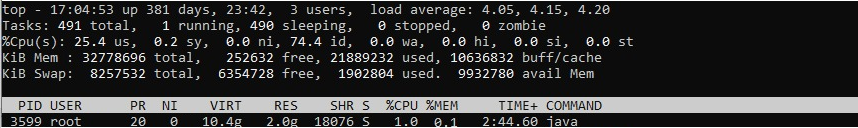 top - 17:04:53 up 381 days, 23:42,  3 users,  load average: 4.05, 4.15, 4.20
Tasks: 491 total,   1 running, 490 sleeping,   0 stopped,   0 zombie
%Cpu(s): 25.4 us,  0.2 sy,  0.0 ni, 74.4 id,  0.0 wa,  0.0 hi,  0.0 si,  0.0 st
KiB Mem : 32778696 total,   252632 free, 21889232 used, 10636832 buff/cache
KiB Swap:  8257532 total,  6354728 free,  1902804 used.  9932780 avail Mem
PID USER      PR  NI    VIRT    RES    SHR S  %CPU %MEM     TIME+ COMMAND
3599 root      20   0   10.4g   2.0g  18076 S   1.0  0.1   2:44.60 java